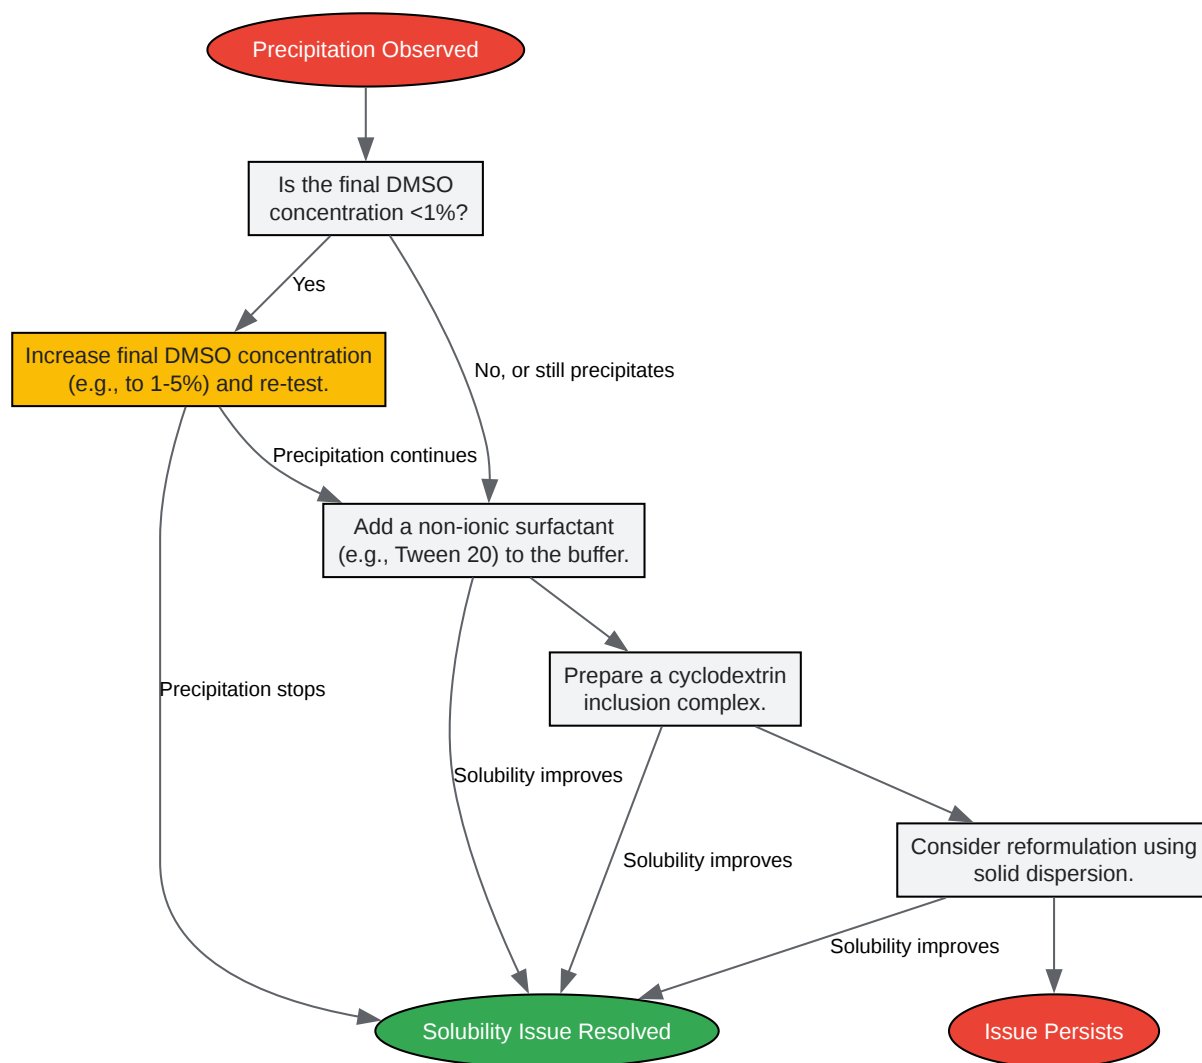 Precipitation Observed
Is the final DMSO
concentration <1%?
Yes
Increase final DMSO concentration
(e.g., to 1-5%) and re-test.
No, or still precipitates
Precipitation continues
Add a non-ionic surfactant
(e.g., Tween 20) to the buffer.
Precipitation stops
Prepare a cyclodextrin
inclusion complex.
Solubility improves
Solubility improves
Consider reformulation using
solid dispersion.
Solubility improves
Solubility Issue Resolved
Issue Persists